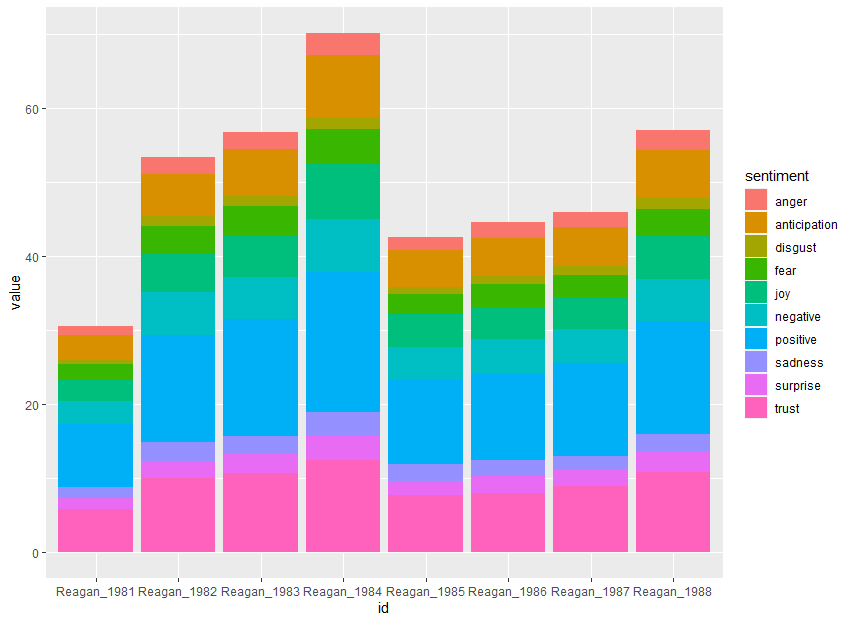 60
40
20
0
value
Reagan_1981 Reagan_1982 Reagan_1983 Reagan_1984 Reagan_1985 Reagan_1986 Reagan_1987 Reagan_1988
id
sentiment
anger
anticipation
disgust
fear
joy
negative
positive
sadness
surprise
trust